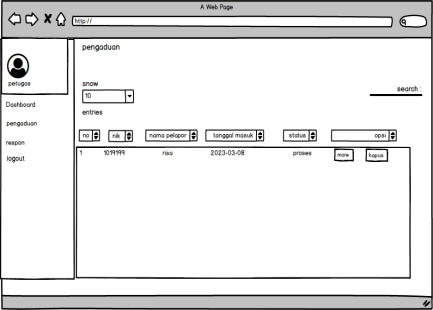 A Web Page
http://
pengaduan
petugas
snow
10
entries
search :
Dashboard
pengaduan
respon
logout
no nik nama pelapor tanggal masuk status opsi
1 1019199 risa 2023-03-08 proses more hapus